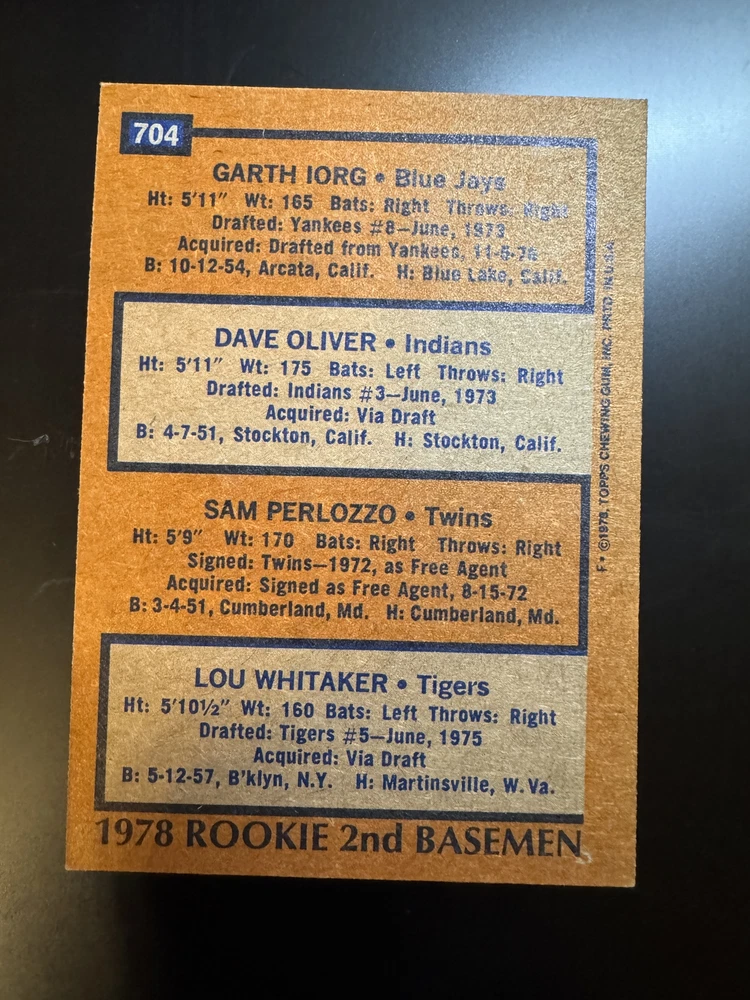 704
GARTH IORG • Blue Jays
Ht: 5'11" Wt: 165 Bats: Right Throws: Right
Drafted: Yankees #8—June, 1973
Acquired: Drafted from Yankees, 11-5-76
B: 10-12-54, Arcata, Calif. H: Blue Lake, Calif.
DAVE OLIVER • Indians
Ht: 5'11" Wt: 175 Bats: Left Throws: Right
Drafted: Indians #3—June, 1973
Acquired: Via Draft
B: 4-7-51, Stockton, Calif. H: Stockton, Calif.
SAM PERLOZZO • Twins
Ht: 5'9" Wt: 170 Bats: Right Throws: Right
Signed: Twins—1972, as Free Agent
Acquired: Signed as Free Agent, 8-15-72
B: 3-4-51, Cumberland, Md. H: Cumberland, Md.
LOU WHITAKER • Tigers
Ht: 5'10½" Wt: 160 Bats: Left Throws: Right
Drafted: Tigers #5—June, 1975
Acquired: Via Draft
B: 5-12-57, B'klyn, N.Y. H: Martinsville, W. Va.
1978 ROOKIE 2nd BASEMEN
F* ©1978, TOPPS CHEWING GUM, INC. PRTD. IN U.S.A.